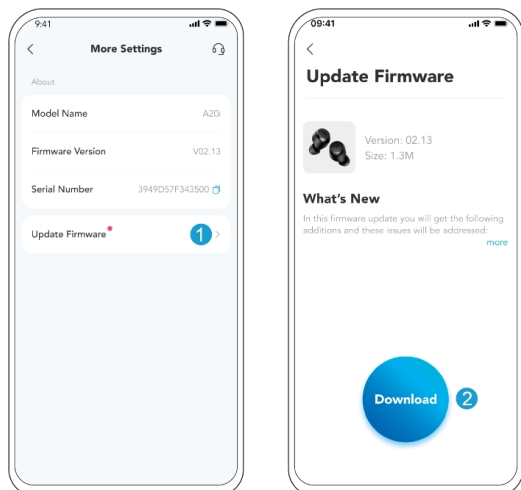 9:41
More Settings
About
Model Name A20i
Firmware Version V02.13
Serial Number 3949D57F343500
Update Firmware 1
09:41
Update Firmware
Version: 02.13
Size: 1.3M
What's New
In this firmware update you will get the following
additions and these issues will be addressed:
more
Download 2